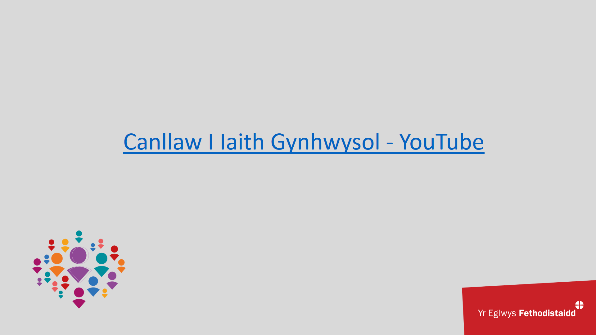 Canllaw I Iaith Gynhwysol - YouTube
Yr Eglwys Fethodistaidd